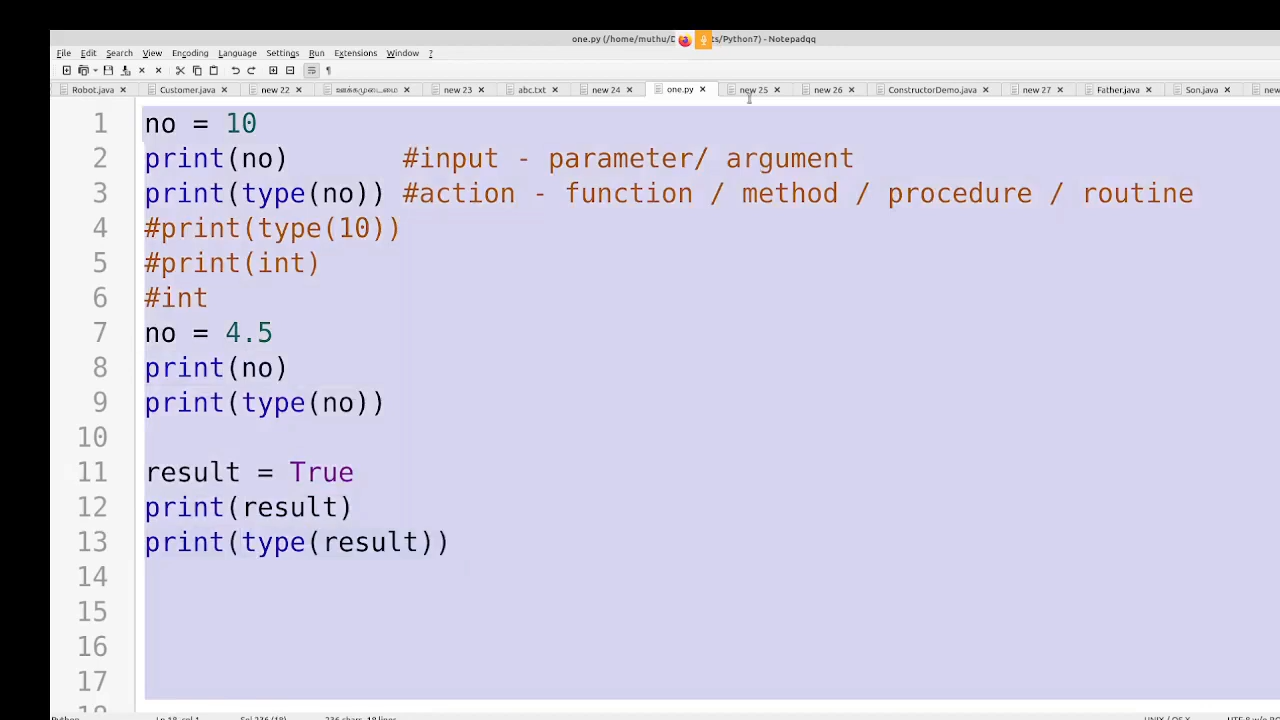 one.py (/home/muthu/D ts/Python7) - Notepadqq
File Edit Search View Encoding Language Settings Run Extensions Window ?
Robot.java Customer.java new 22 ஊக்கமுடைமை new 23 abc.txt new 24 one.py new 25 new 26 ConstructorDemo.java new 27 Father.java Son.java new
1 no = 10
2 print(no) #input - parameter/ argument
3 print(type(no)) #action - function / method / procedure / routine
4 #print(type(10))
5 #print(int)
6 #int
7 no = 4.5
8 print(no)
9 print(type(no))
10
11 result = True
12 print(result)
13 print(type(result))
14
15
16
17